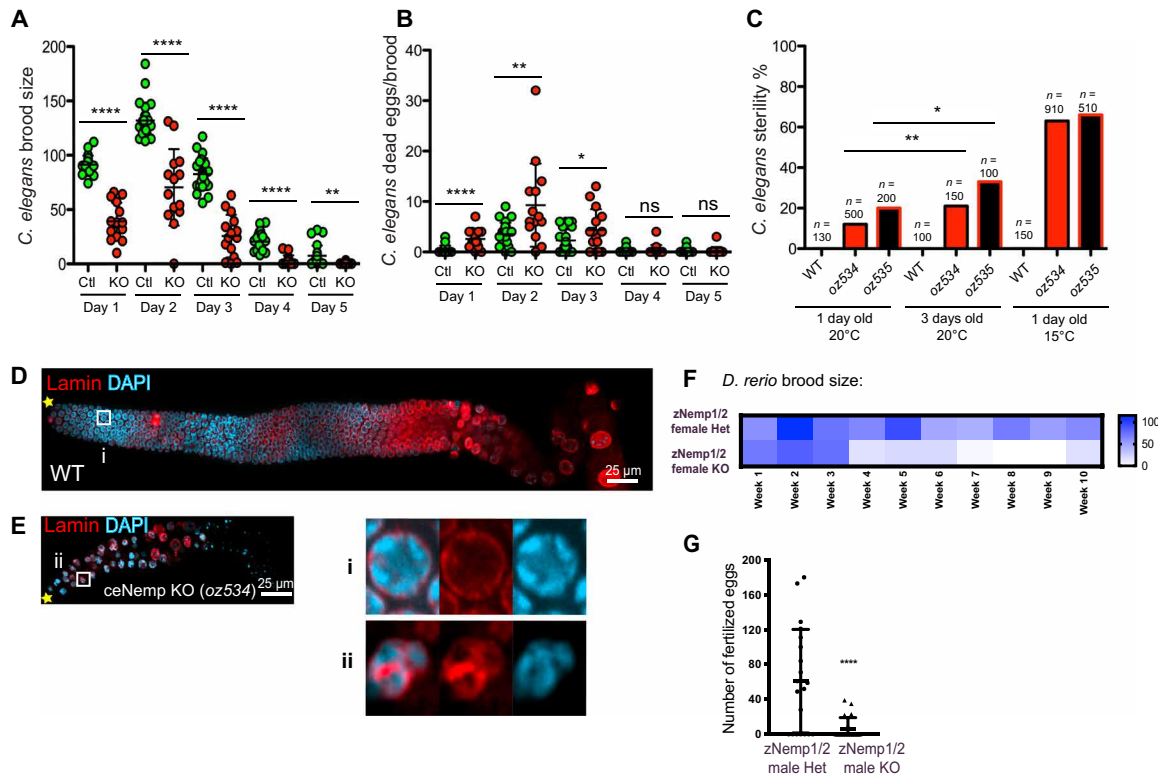 A
C. elegans brood size
200
150
100
50
0
****
****
****
****
**
Ctl KO Ctl KO Ctl KO Ctl KO Ctl KO
Day 1 Day 2 Day 3 Day 4 Day 5
B
C. elegans dead eggs/brood
40
30
20
10
0
****
**
*
ns
ns
Ctl KO Ctl KO Ctl KO Ctl KO Ctl KO
Day 1 Day 2 Day 3 Day 4 Day 5
C
C. elegans sterility %
100
80
60
40
20
0
n = 
130
n = 
500
n = 
200
n = 
100
n = 
150
n = 
100
n = 
150
n = 
910
n = 
510
*
**
WT oz534 oz535 WT oz534 oz535 WT oz534 oz535
1 day old
20°C
3 days old
20°C
1 day
15°C
D
Lamin DAPI
i
WT
25 µm
E
Lamin DAPI
ii
ceNemp KO (oz534)
25 µm
i
ii
F
D. rerio brood size:
zNemp1/2
female Het
zNemp1/2
female KO
Week 1 Week 2 Week 3 Week 4 Week 5 Week 6 Week 7 Week 8 Week 9 Week 10
100
50
0
G
Number of fertilized eggs
200
160
120
80
40
0
****
zNemp1/2
male Het
zNemp1/2
male KO